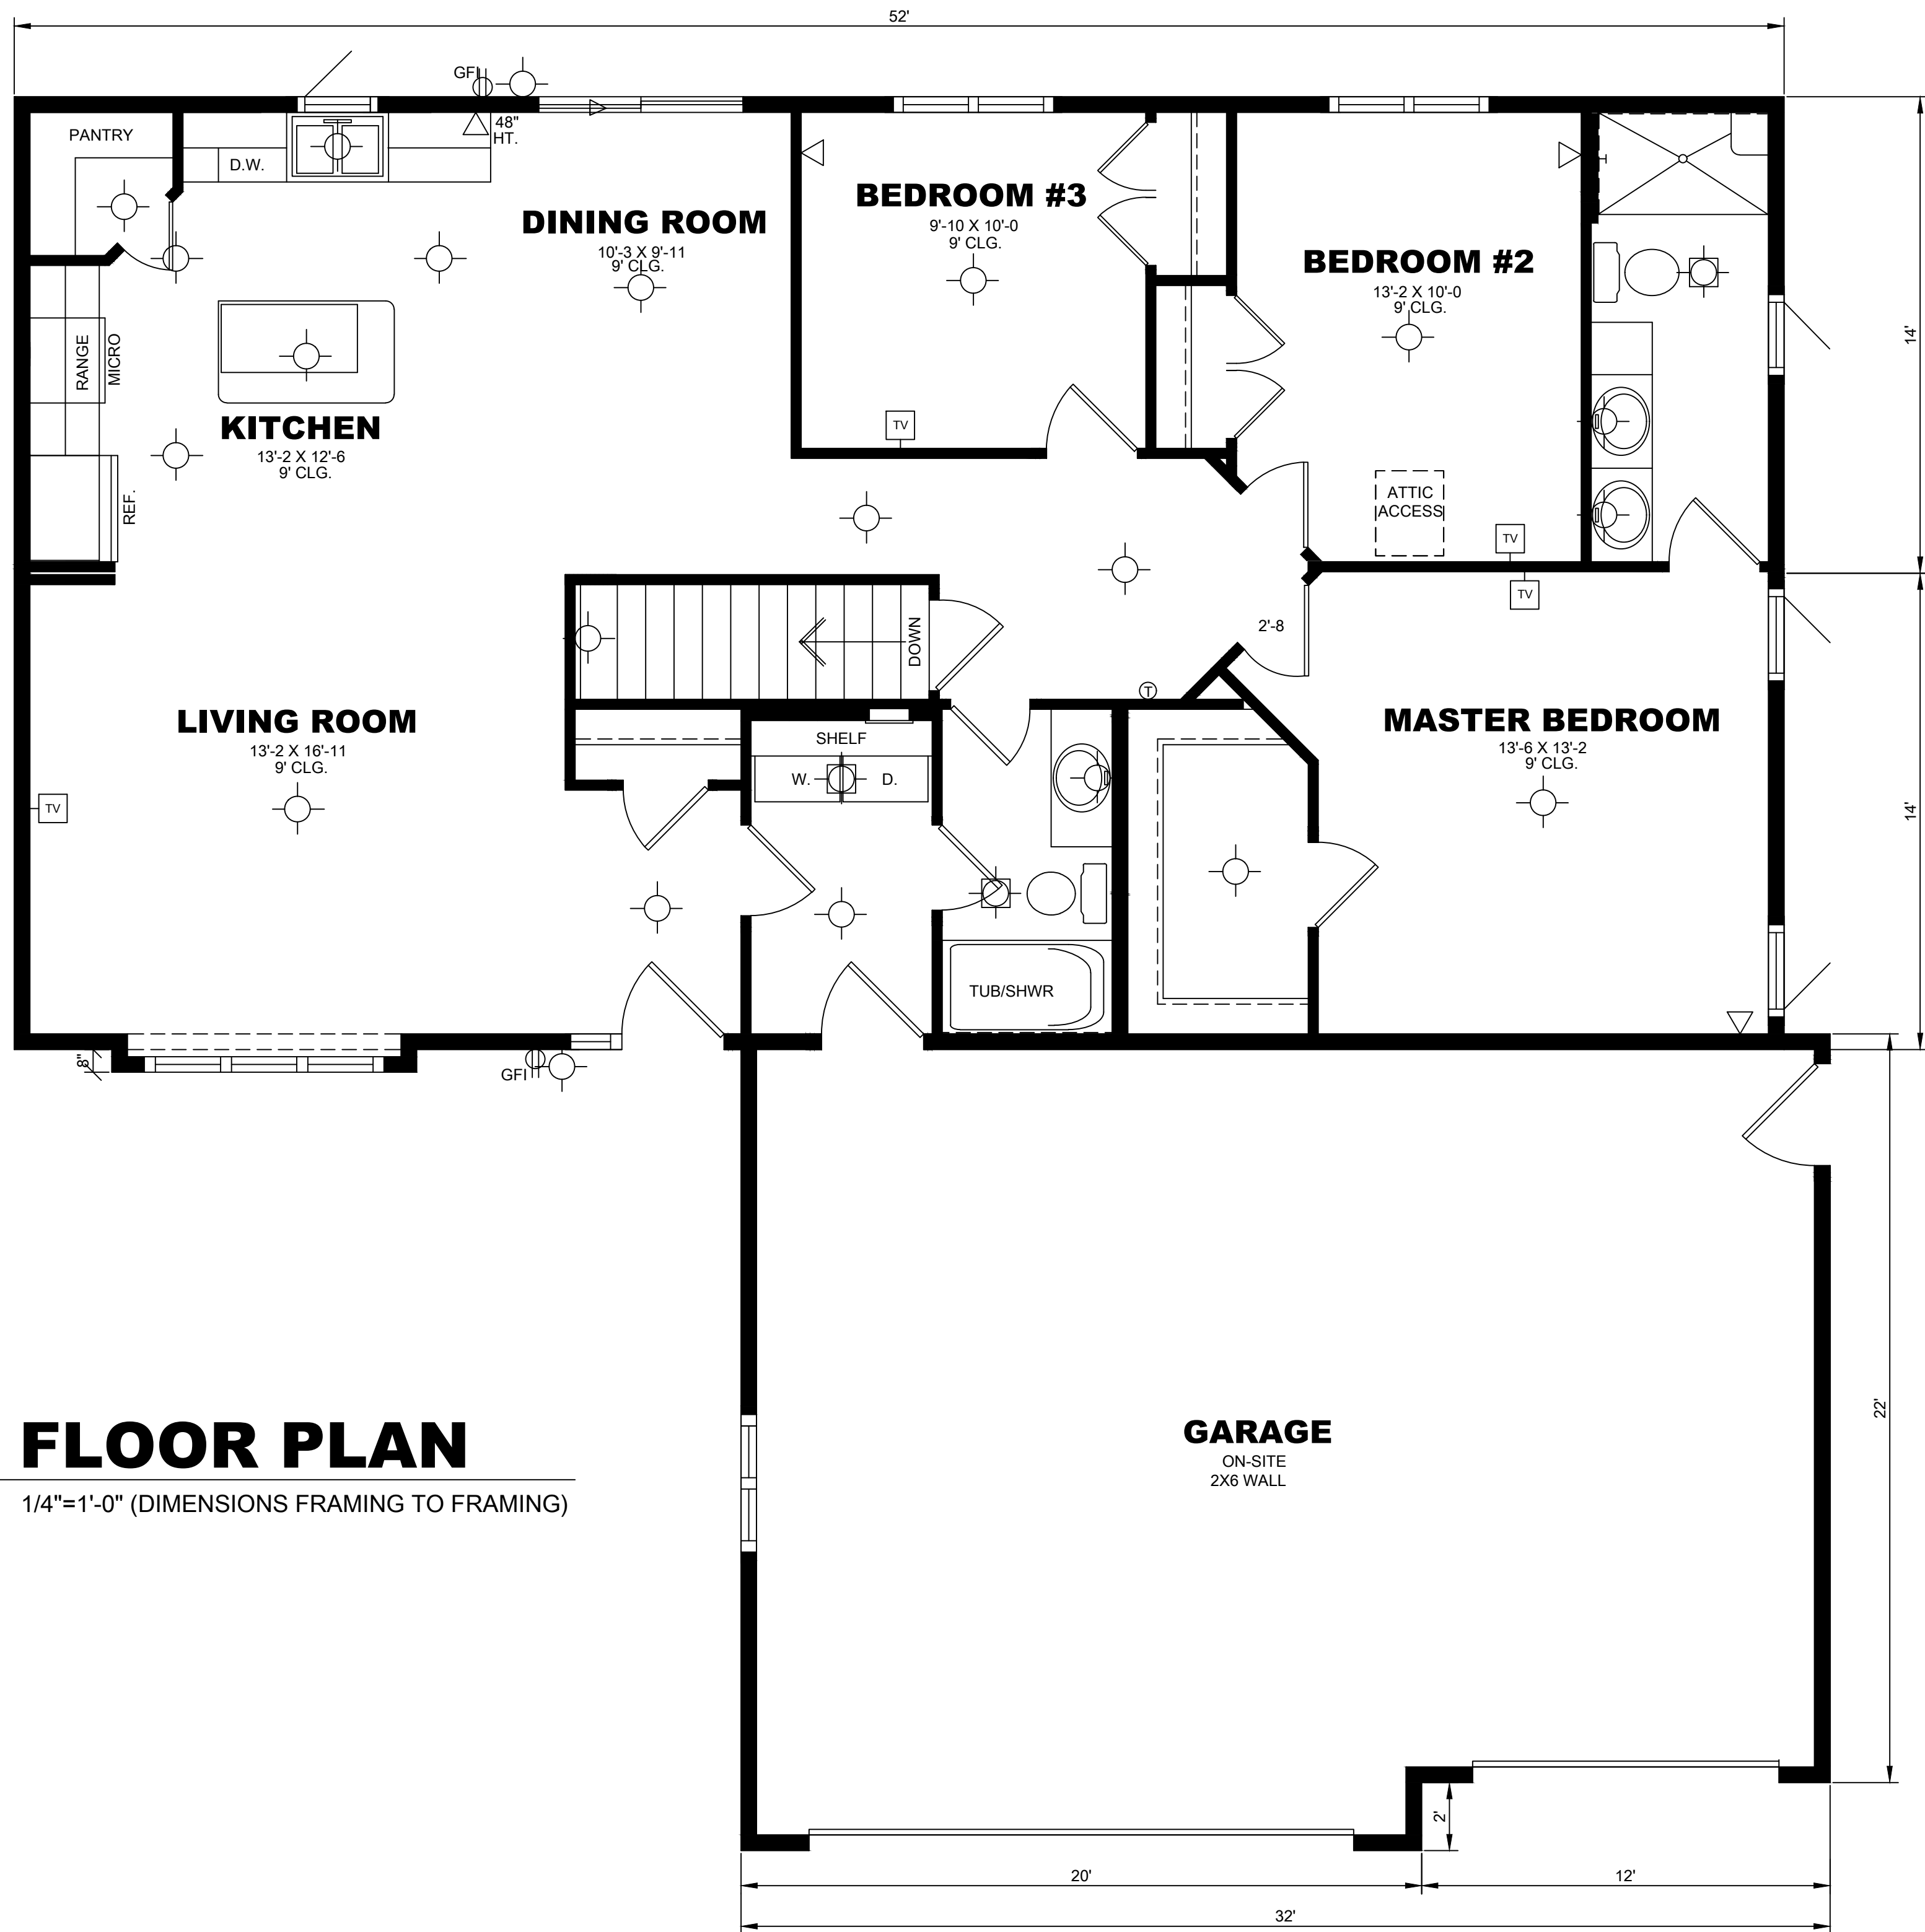 52'
GFI
48"
HT.
PANTRY
D.W.
DINING ROOM
10'-3 X 9'-11
9' CLG.
BEDROOM #3
9'-10 X 10'-0
9' CLG.
BEDROOM #2
13'-2 X 10'-0
9' CLG.
14'
RANGE
MICRO
KITCHEN
13'-2 X 12'-6
9' CLG.
TV
REF.
ATTIC
ACCESS
TV
TV
DOWN
2'-8
T
LIVING ROOM
13'-2 X 16'-11
9' CLG.
TV
SHELF
W.
D.
MASTER BEDROOM
13'-6 X 13'-2
9' CLG.
14'
TUB/SHWR
8"
GFI
22'
FLOOR PLAN
1/4"=1'-0" (DIMENSIONS FRAMING TO FRAMING)
GARAGE
ON-SITE
2X6 WALL
2'
20'
12'
32'